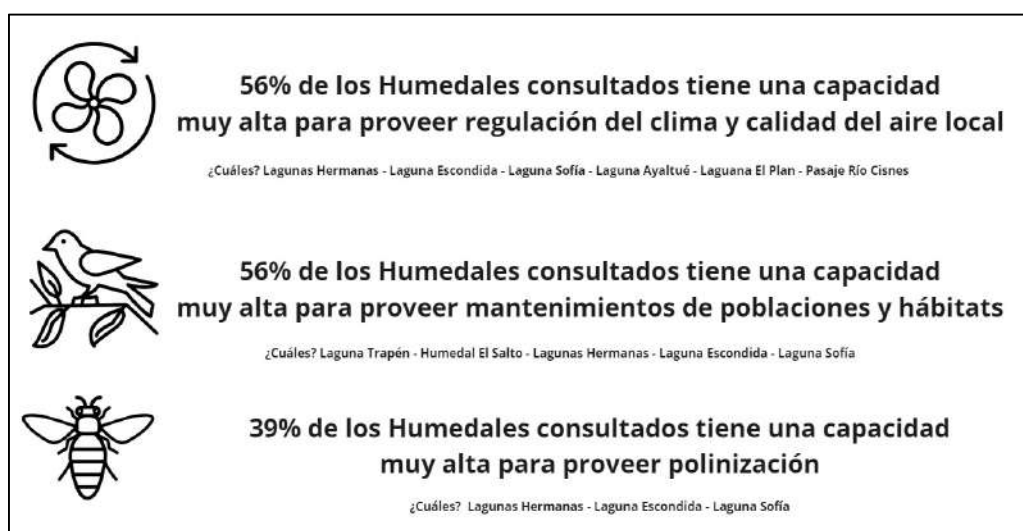 56% de los Humedales consultados tiene una capacidad
muy alta para proveer regulación del clima y calidad del aire local
¿Cuáles? Lagunas Hermanas - Laguna Escondida - Laguna Sofía - Laguna Ayaltué - Laguana El Plan - Pasaje Río Cisnes
56% de los Humedales consultados tiene una capacidad
muy alta para proveer mantenimientos de poblaciones y hábitats
¿Cuáles? Laguna Trapén - Humedal El Salto - Lagunas Hermanas - Laguna Escondida - Laguna Sofía
39% de los Humedales consultados tiene una capacidad
muy alta para proveer polinización
¿Cuáles? Lagunas Hermanas - Laguna Escondida - Laguna Sofía